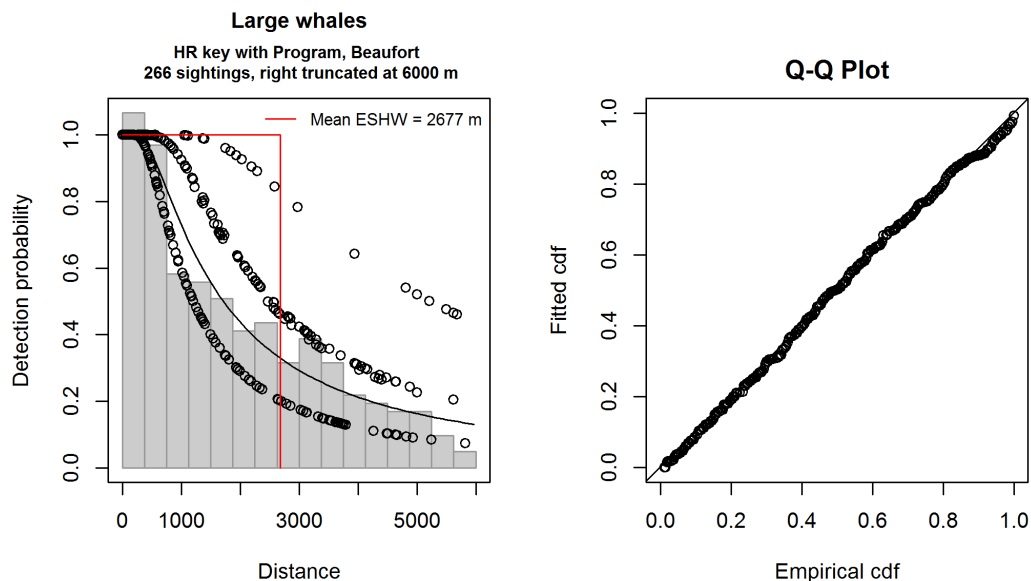 Large whales
HR key with Program, Beaufort
266 sightings, right truncated at 6000 m
Mean ESHW = 2677 m
Detection probability
1.0
0.8
0.6
0.4
0.2
0.0
0 1000 3000 5000
Distance
Q-Q Plot
Fitted cdf
1.0
0.8
0.6
0.4
0.2
0.0
0.0 0.2 0.4 0.6 0.8 1.0
Empirical cdf